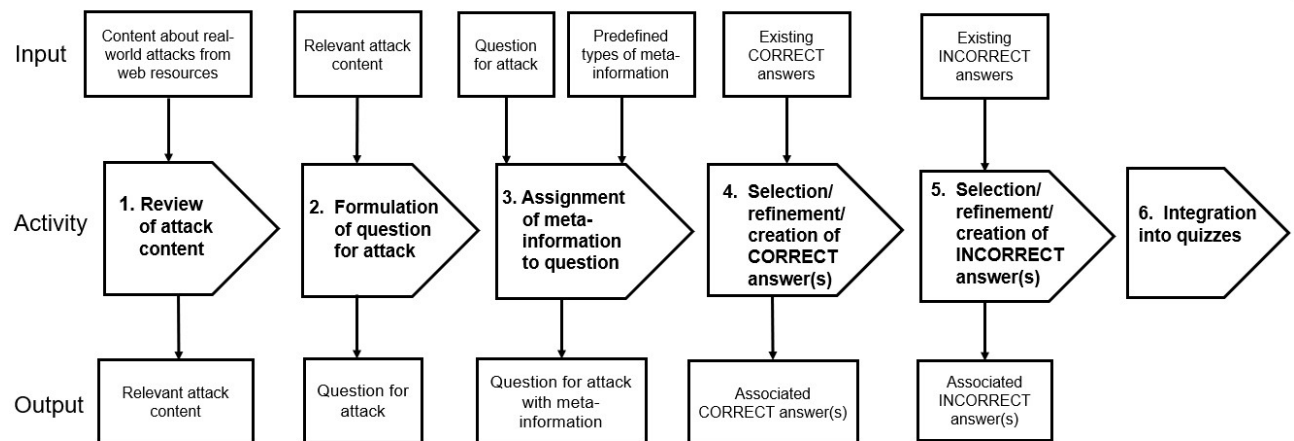 Input
Content about real-
world attacks from
web resources
Relevant attack
content
Question
for attack
Predefined
types of meta-
information
Existing
CORRECT
answers
Existing
INCORRECT
answers
Activity
1. Review
of attack
content
2. Formulation
of question
for attack
3. Assignment
of meta-
information
to question
4. Selection/
refinement/
creation of
CORRECT
answer(s)
5. Selection/
refinement/
creation of
INCORRECT
answer(s)
6. Integration
into quizzes
Output
Relevant attack
content
Question for
attack
Question for attack
with meta-
information
Associated
CORRECT answer(s)
Associated
INCORRECT
answer(s)